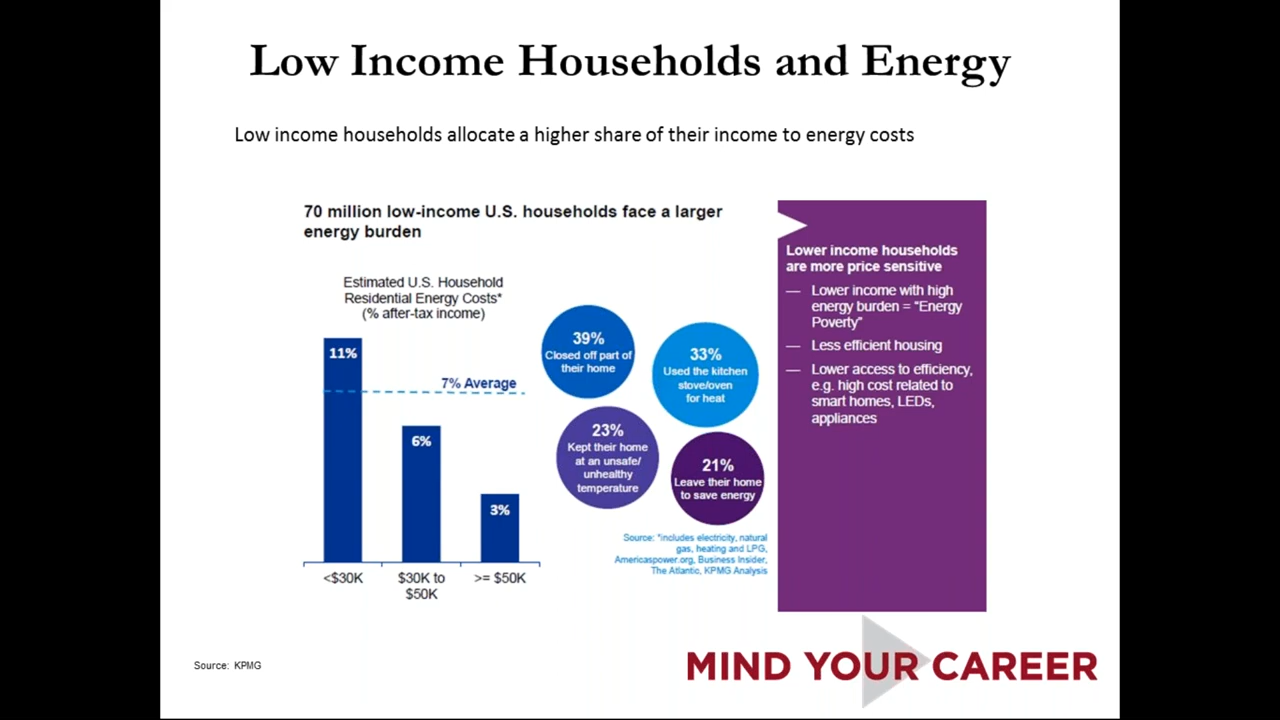 Low Income Households and Energy
Low income households allocate a higher share of their income to energy costs
70 million low-income U.S. households face a larger
energy burden
Estimated U.S. Household
Residential Energy Costs*
(% after-tax income)
11%
7% Average
6%
3%
<$30K
$30K to
$50K
>= $50K
39%
Closed off part of
their home
33%
Used the kitchen
stove/oven
for heat
23%
Kept their home
at an unsafe/
unhealthy
temperature
21%
Leave their home
to save energy
Source: *includes electricity, natural
gas, heating and LPG,
Americaspower.org, Business Insider,
The Atlantic, KPMG Analysis
Lower income households
are more price sensitive
— Lower income with high
energy burden = “Energy
Poverty”
— Less efficient housing
— Lower access to efficiency,
e.g. high cost related to
smart homes, LEDs,
appliances
Source: KPMG
MIND YOUR CAREER